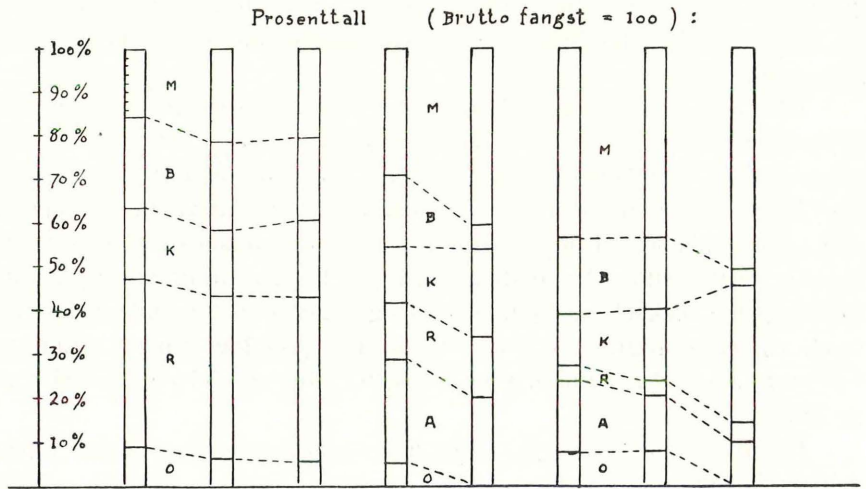 Prosenttall (Brutto fangst = 100) :
100%
90%
80%
70%
60%
50%
40%
30%
20%
10%
M
B
K
R
O
M
B
K
R
A
O
M
B
K
R
A
O